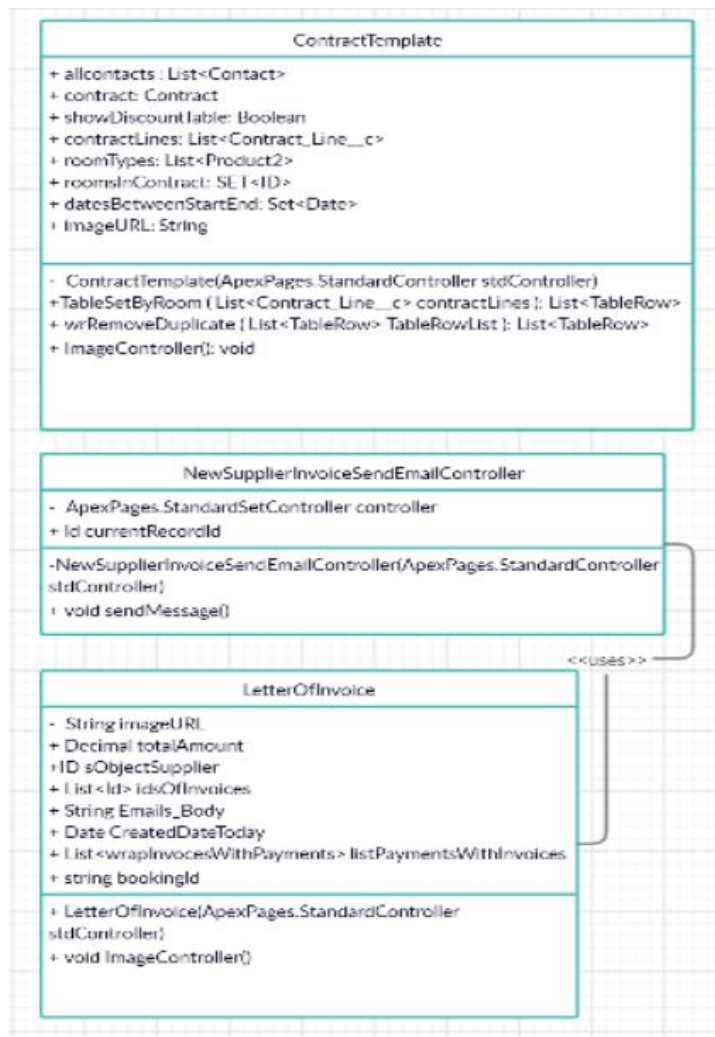 ContractTemplate
+ allcontacts : List<Contact>
+ contract: Contract
+ showDiscountTable: Boolean
+ contractLines: List<Contract_Line__c>
+ roomTypes: List<Product2>
+ roomsInContract: SET<ID>
+ datesBetweenStartEnd: Set<Date>
+ imageURL: String
- ContractTemplate(ApexPages.StandardController stdController)
+TableSetByRoom ( List<Contract_Line__c> contractLines ): List<TableRow>
+ wrRemoveDuplicate ( List<TableRow> TableRowList ): List<TableRow>
+ ImageController(): void
NewSupplierInvoiceSendEmailController
- ApexPages.StandardSetController controller
+ Id currentRecordId
-NewSupplierInvoiceSendEmailController(ApexPages.StandardController
stdController)
+ void sendMessage()
<<uses>>
LetterOfInvoice
- String imageURL
+ Decimal totalAmount
+ID sObjectSupplier
+ List<Id> idsOfInvoices
+ String Emails_Body
+ Date CreatedDateToday
+ List<wrapInvocesWithPayments> listPaymentsWithInvoices
+ string bookingId
+ LetterOfInvoice(ApexPages.StandardController
stdController)
+ void ImageController()